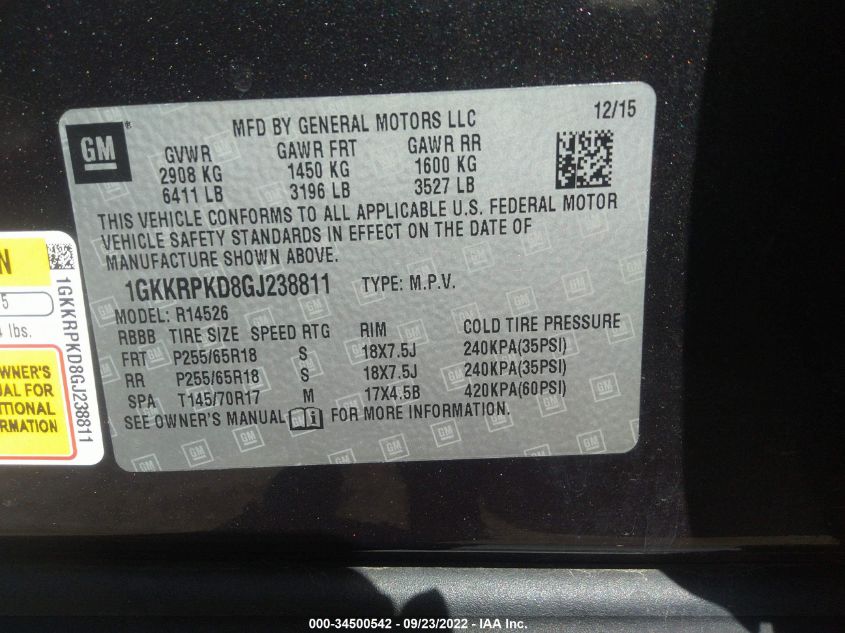 GM
MFD BY GENERAL MOTORS LLC
12/15
GVWR GAWR FRT GAWR RR
2908 KG 1450 KG 1600 KG
6411 LB 3196 LB 3527 LB
THIS VEHICLE CONFORMS TO ALL APPLICABLE U.S. FEDERAL MOTOR
VEHICLE SAFETY STANDARDS IN EFFECT ON THE DATE OF
MANUFACTURE SHOWN ABOVE.
1GKKRPKD8GJ238811 TYPE: M.P.V.
MODEL: R14526
RBBB TIRE SIZE SPEED RTG RIM COLD TIRE PRESSURE
FRT P255/65R18 S 18X7.5J 240KPA(35PSI)
RR P255/65R18 S 18X7.5J 240KPA(35PSI)
SPA T145/70R17 M 17X4.5B 420KPA(60PSI)
SEE OWNER'S MANUAL FOR MORE INFORMATION.
N
5
lbs.
WNER'S
UAL FOR
ITIONAL
RMATION
1GKKRPKD8GJ238811
000-34500542 / 09/23/2022 - IAA Inc.